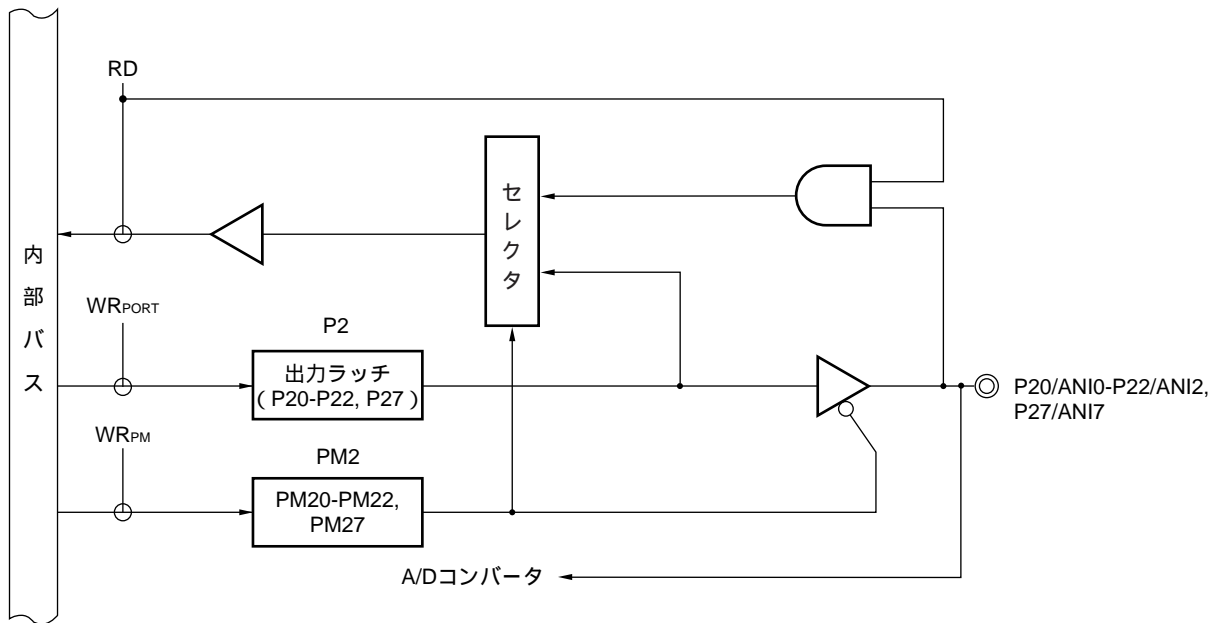 RD
セレクタ
内部バス
WRPORT
P2
出力ラッチ
( P20-P22, P27 )
P20/ANI0-P22/ANI2,
P27/ANI7
WRPM
PM2
PM20-PM22,
PM27
A/Dコンバータ